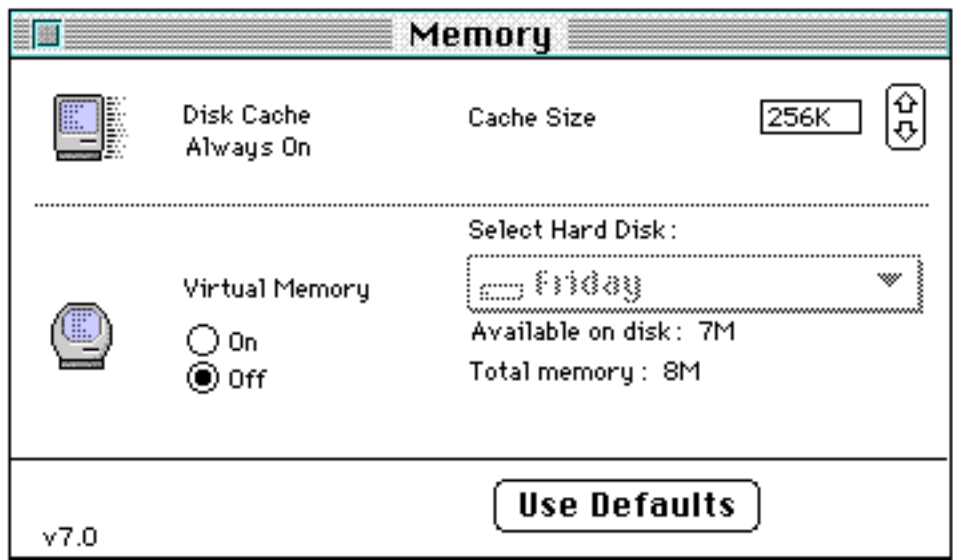 Memory
Disk Cache
Always On
Cache Size
256K
Select Hard Disk :
Friday
Virtual Memory
On
Off
Available on disk : 7M
Total memory : 8M
Use Defaults
v7.0